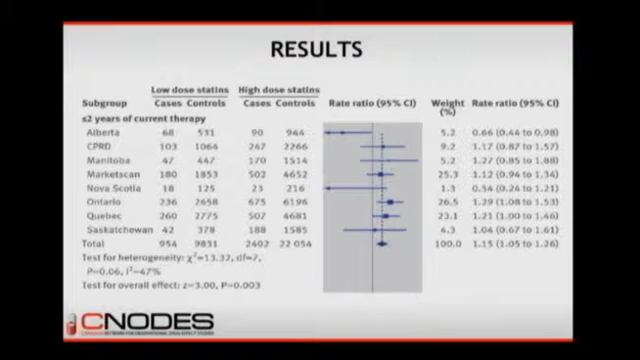 RESULTS
Low dose statins High dose statins
Subgroup Cases Controls Cases Controls Rate ratio (95% CI) Weight (%) Rate ratio (95% CI)
≤2 years of current therapy
Alberta 68 531 90 944 5.2 0.66 (0.44 to 0.98)
CPRD 103 1064 247 2266 9.2 1.17 (0.87 to 1.57)
Manitoba 47 447 170 1514 5.2 1.27 (0.85 to 1.88)
Marketscan 180 1853 502 4652 25.3 1.12 (0.94 to 1.34)
Nova Scotia 18 125 23 216 1.3 0.54 (0.24 to 1.21)
Ontario 236 2658 675 6196 26.5 1.29 (1.08 to 1.53)
Quebec 260 2775 507 4681 23.1 1.21 (1.00 to 1.46)
Saskatchewan 42 378 188 1585 4.3 1.04 (0.67 to 1.61)
Total 954 9831 2402 22 054 100.0 1.15 (1.05 to 1.26)
Test for heterogeneity: χ²=13.32, df=7,
P=0.06, I²=47%
Test for overall effect: z=3.00, P=0.003
CNODES
NETWORK FOR OBSERVATIONAL DRUG EFFECT STUDIES